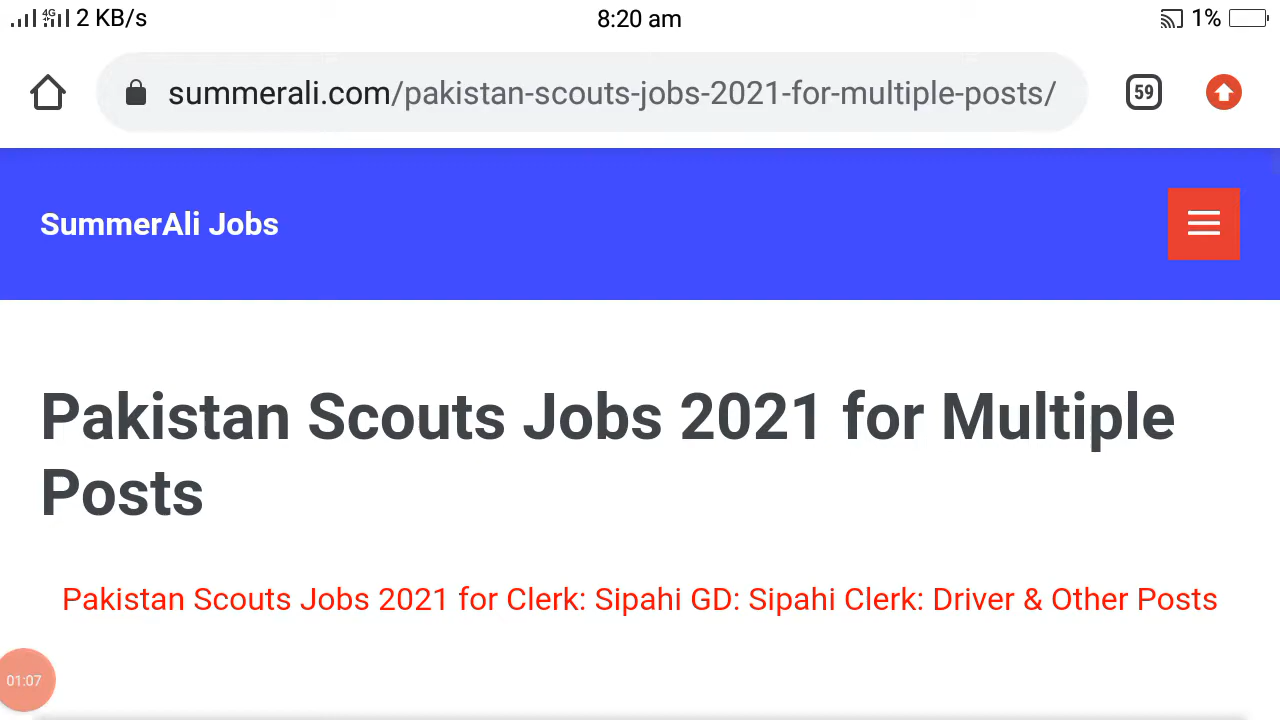 4G 2 KB/s 8:20 am 1%
summerali.com/pakistan-scouts-jobs-2021-for-multiple-posts/ 59
SummerAli Jobs
Pakistan Scouts Jobs 2021 for Multiple
Posts
Pakistan Scouts Jobs 2021 for Clerk: Sipahi GD: Sipahi Clerk: Driver & Other Posts
01:07